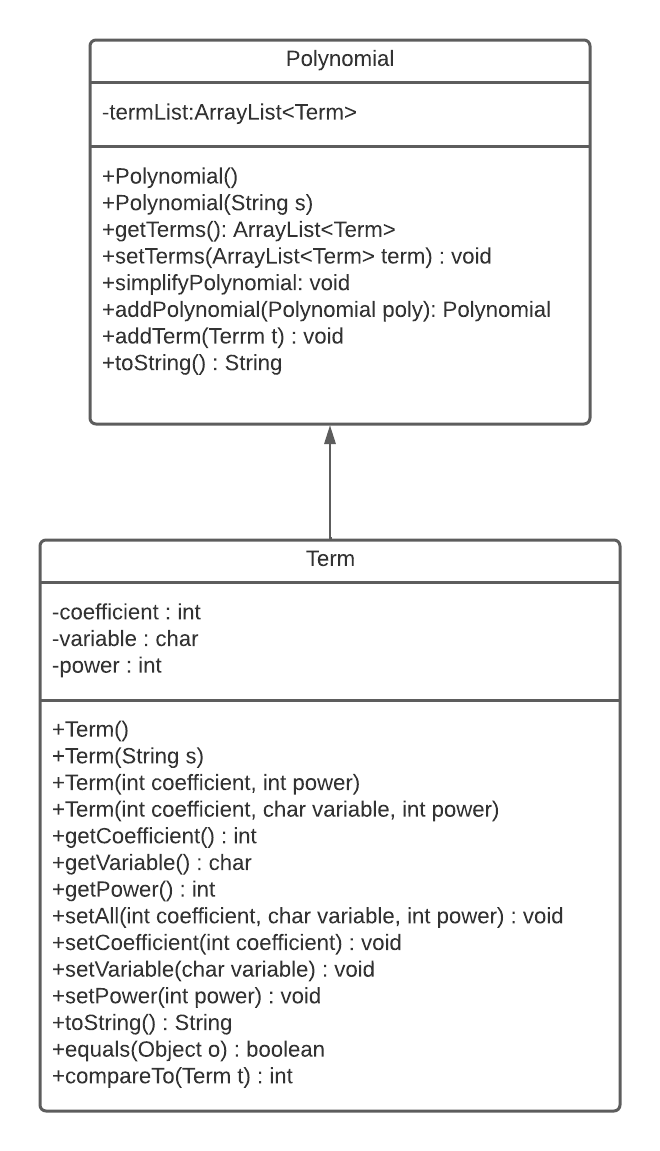 Polynomial
-termList:ArrayList<Term>
+Polynomial()
+Polynomial(String s)
+getTerms(): ArrayList<Term>
+setTerms(ArrayList<Term> term) : void
+simplifyPolynomial: void
+addPolynomial(Polynomial poly): Polynomial
+addTerm(Terrm t) : void
+toString() : String
Term
-coefficient : int
-variable : char
-power : int
+Term()
+Term(String s)
+Term(int coefficient, int power)
+Term(int coefficient, char variable, int power)
+getCoefficient() : int
+getVariable() : char
+getPower() : int
+setAll(int coefficient, char variable, int power) : void
+setCoefficient(int coefficient) : void
+setVariable(char variable) : void
+setPower(int power) : void
+toString() : String
+equals(Object o) : boolean
+compareTo(Term t) : int